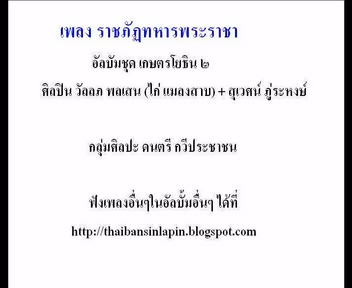 เพลง ราชภัฏทหารพระราชา
อัลบัมชุด เกษตรโยธิน ๒
ศิลปิน วัลลภ พลเสน (ไก่ แมลงสาบ) + สุเวศน์ ภู่ระหงษ์
กลุ่มศิลปะ ดนตรี กวีประชาชน
ฟังเพลงอื่นๆในอัลบั้มอื่นๆ ได้ที่
http://thaibansinlapin.blogspot.com